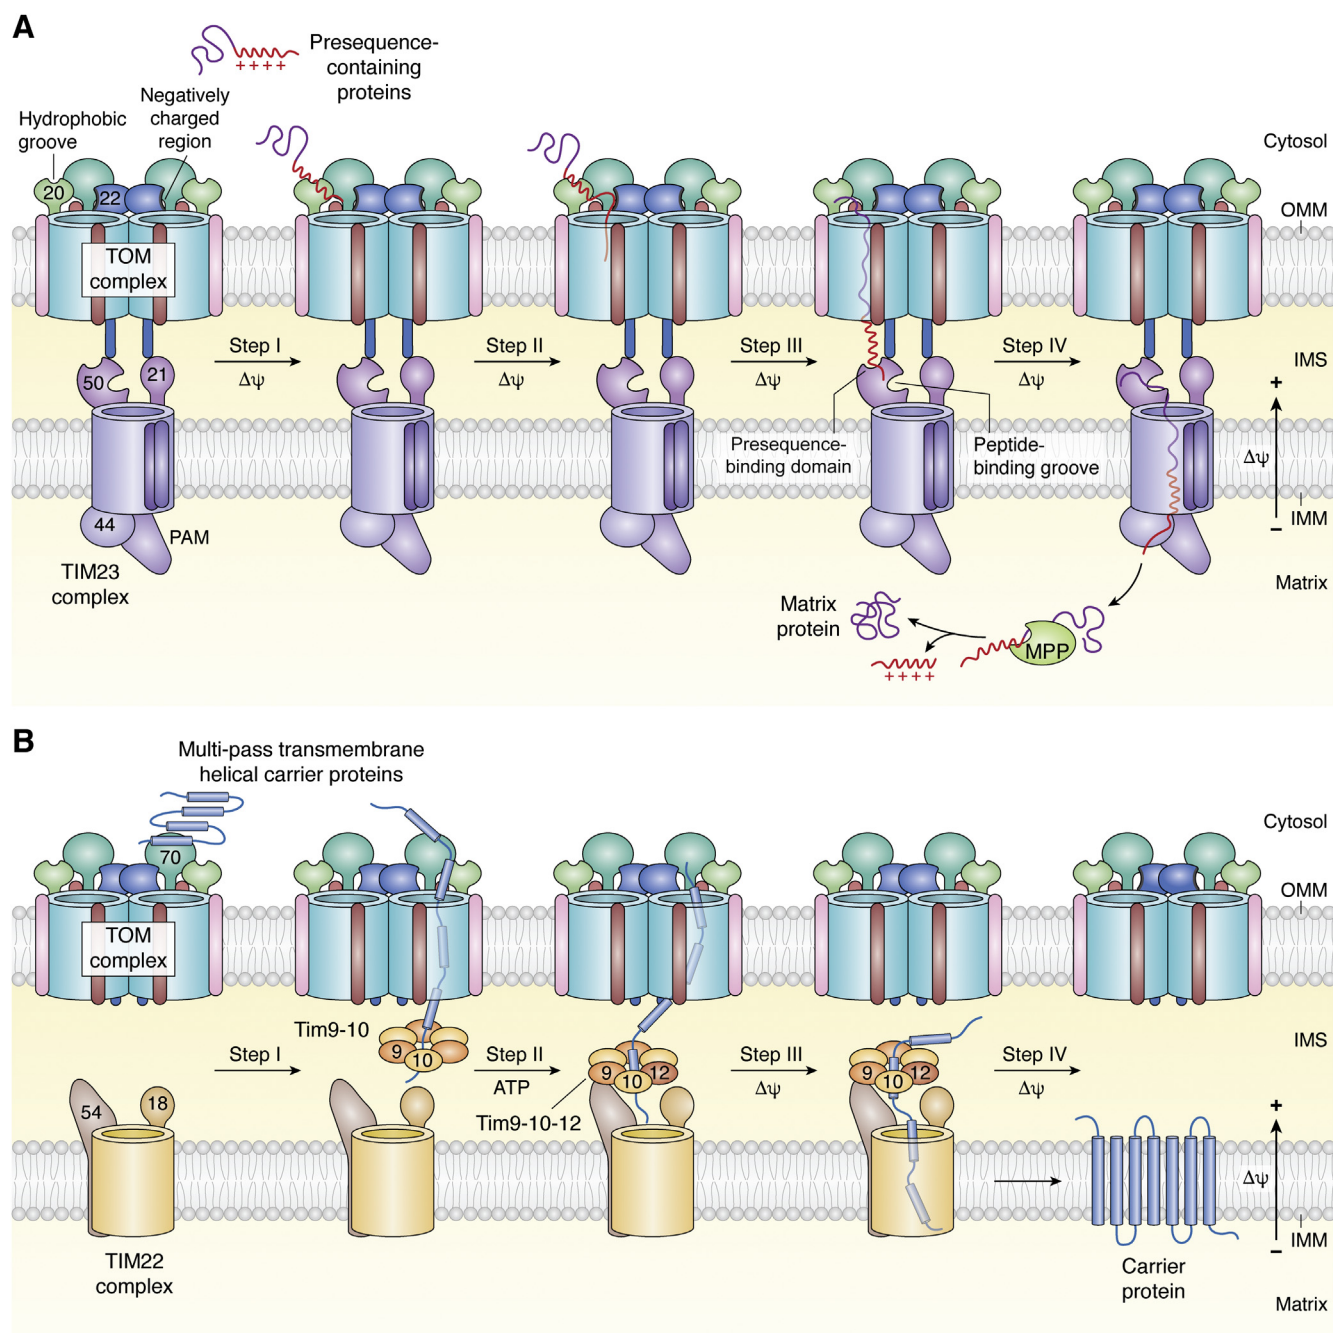 A
Presequence-
containing
proteins
++++
Negatively
charged
region
Hydrophobic
groove
Cytosol
20
22
OMM
TOM
complex
Step I
Δψ
Step II
Δψ
Step III
Δψ
Step IV
Δψ
IMS
50
21
+
Presequence-
binding domain
Peptide-
binding groove
Δψ
44
PAM
−
IMM
TIM23
complex
Matrix
Matrix
protein
MPP
++++
B
Multi-pass transmembrane
helical carrier proteins
Cytosol
70
OMM
TOM
complex
Tim9-10
9
10
Step I
Step II
ATP
9
10
12
Tim9-10-12
Step III
Δψ
9
10
12
Step IV
Δψ
IMS
54
18
+
Δψ
−
IMM
TIM22
complex
Carrier
protein
Matrix